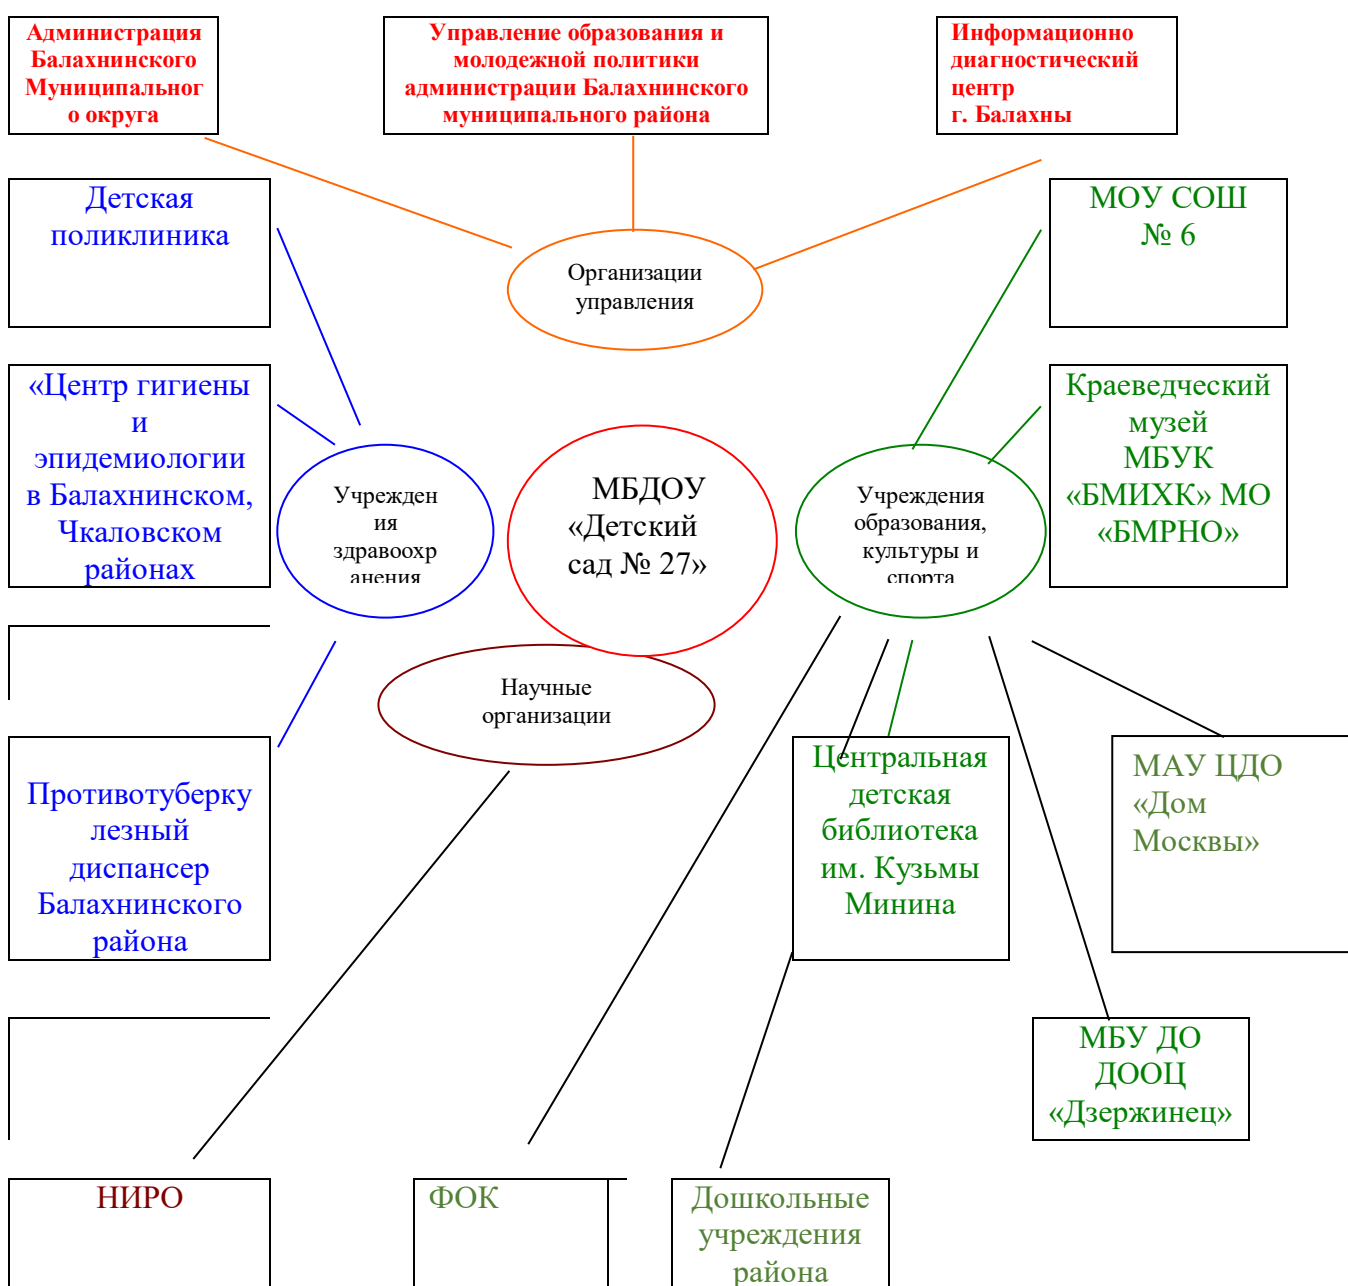 Администрация
Балахнинского
Муниципальног
о округа
Управление образования и
молодежной политики
администрации Балахнинского
муниципального района
Информационно
диагностический
центр
г. Балахны
Детская
поликлиника
Организации
управления
МОУ СОШ
№ 6
«Центр гигиены
и
эпидемиологии
в Балахнинском,
Чкаловском
районах
Краеведческий
музей
МБУК
«БМИХК» МО
«БМРНО»
Учрежден
ия
здравоохр
анения
МБДОУ
«Детский
сад № 27»
Учреждения
образования,
культуры и
спорта
Научные
организации
Противотуберку
лезный
диспансер
Балахнинского
района
Центральная
детская
библиотека
им. Кузьмы
Минина
МАУ ЦДО
«Дом
Москвы»
МБУ ДО
ДООЦ
«Дзержинец»
НИРО
ФОК
Дошкольные
учреждения
района